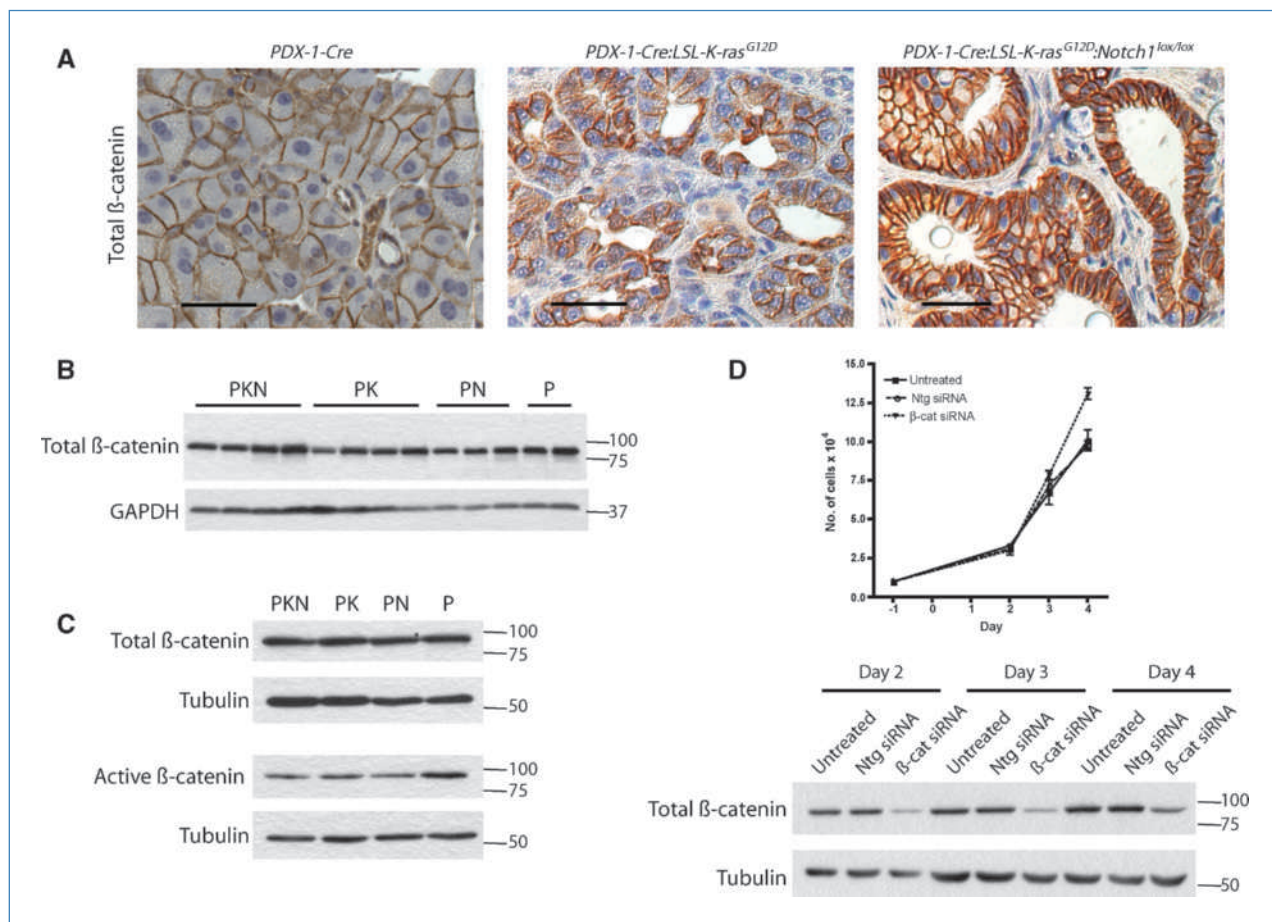 A
PDX-1-Cre
PDX-1-Cre:LSL-K-ras^G12D
PDX-1-Cre:LSL-K-ras^G12D:Notch1^lox/lox
Total ß-catenin
B
PKN PK PN P
Total ß-catenin
100
75
GAPDH
37
C
PKN PK PN P
Total ß-catenin
100
75
Tubulin
50
Active ß-catenin
100
75
Tubulin
50
D
Untreated
Ntg siRNA
β-cat siRNA
No. of cells x 10⁴
15.0
12.5
10.0
7.5
5.0
2.5
0.0
-1 0 1 2 3 4
Day
Day 2 Day 3 Day 4
Untreated Ntg siRNA ß-cat siRNA Untreated Ntg siRNA ß-cat siRNA Untreated Ntg siRNA ß-cat siRNA
Total ß-catenin
100
75
Tubulin
50